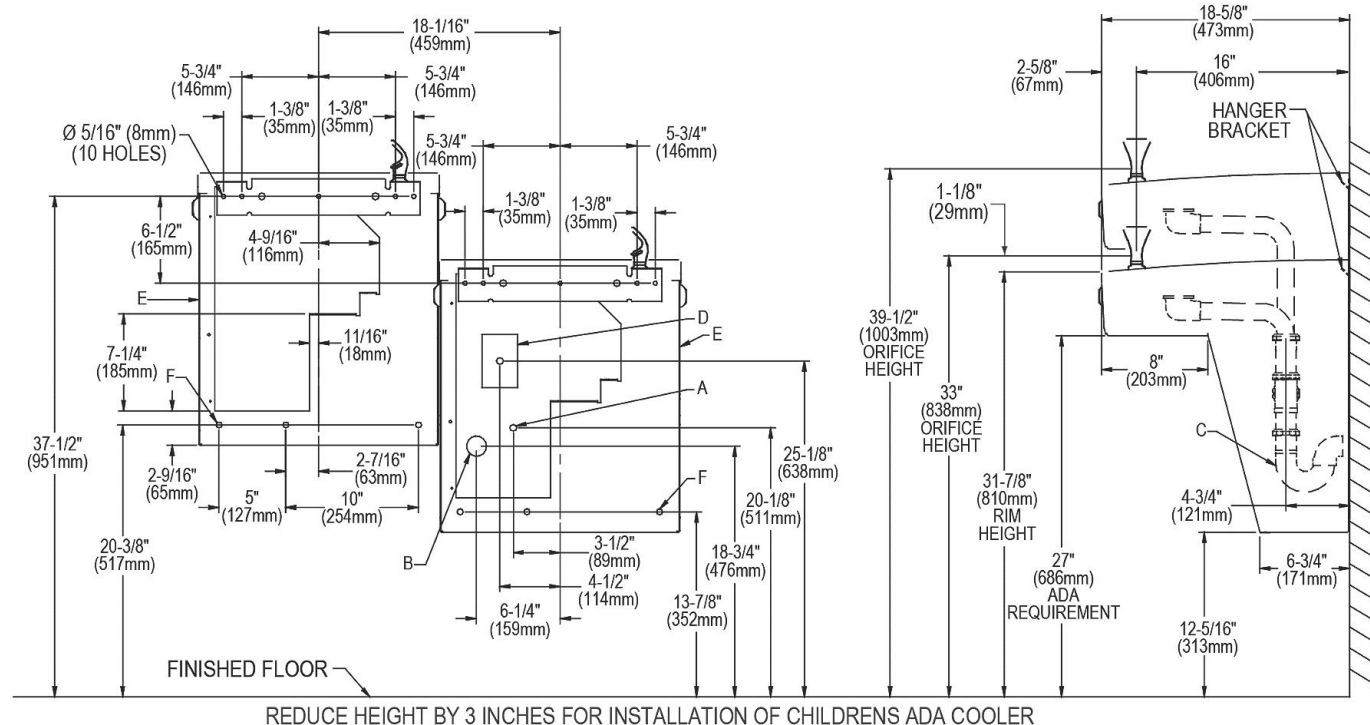 18-1/16"
(459mm)
5-3/4"
(146mm)
5-3/4"
(146mm)
1-3/8"
(35mm)
1-3/8"
(35mm)
Ø 5/16" (8mm)
(10 HOLES)
5-3/4"
(146mm)
5-3/4"
(146mm)
1-3/8"
(35mm)
1-3/8"
(35mm)
6-1/2"
(165mm)
4-9/16"
(116mm)
E
7-1/4"
(185mm)
F
11/16"
(18mm)
D
E
A
37-1/2"
(951mm)
2-9/16"
(65mm)
2-7/16"
(63mm)
5"
(127mm)
10"
(254mm)
20-3/8"
(517mm)
B
F
25-1/8"
(638mm)
20-1/8"
(511mm)
18-3/4"
(476mm)
13-7/8"
(352mm)
3-1/2"
(89mm)
4-1/2"
(114mm)
6-1/4"
(159mm)
18-5/8"
(473mm)
2-5/8"
(67mm)
16"
(406mm)
HANGER
BRACKET
1-1/8"
(29mm)
39-1/2"
(1003mm)
ORIFICE
HEIGHT
33"
(838mm)
ORIFICE
HEIGHT
31-7/8"
(810mm)
RIM
HEIGHT
8"
(203mm)
C
4-3/4"
(121mm)
27"
(686mm)
ADA
REQUIREMENT
6-3/4"
(171mm)
12-5/16"
(313mm)
FINISHED FLOOR
REDUCE HEIGHT BY 3 INCHES FOR INSTALLATION OF CHILDRENS ADA COOLER